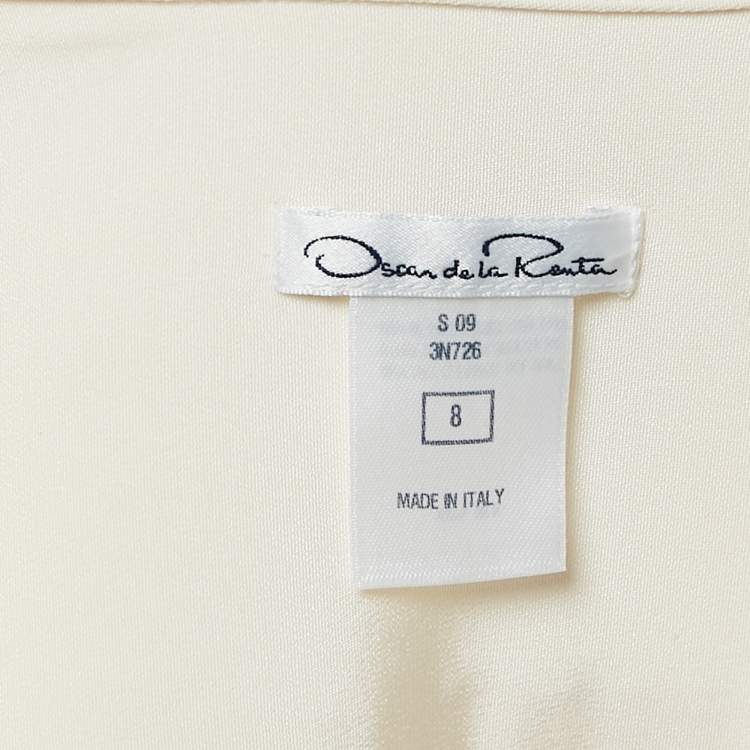 Oscar de la Renta
S 09
3N726
8
MADE IN ITALY